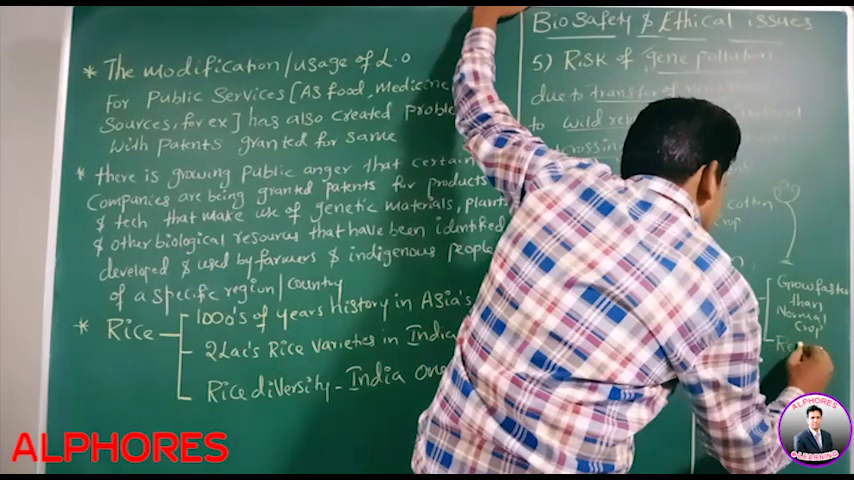 * The modification/usage of L.O
For Public Services [As food, Medicine
Sources, for ex] has also created
With Patents granted for same
* there is growing Public anger that certain
Companies are being granted patents for products
& tech that make use of genetic materials, plant
& other biological resources that have been identified
developed & used by farmers & indigenous people
of a specific region/country
* Rice
1000's of years History in Asia's
2Lac's Rice Varieties in India
Rice diversity - India one
Bio Safety & Ethical issues
5) Risk of gene pollution
due to transfer of
to wild
crossing
cotton
crop
Grow faster
than
Normal
crop
ALPHORES
ALPHORES
E-LEARNING